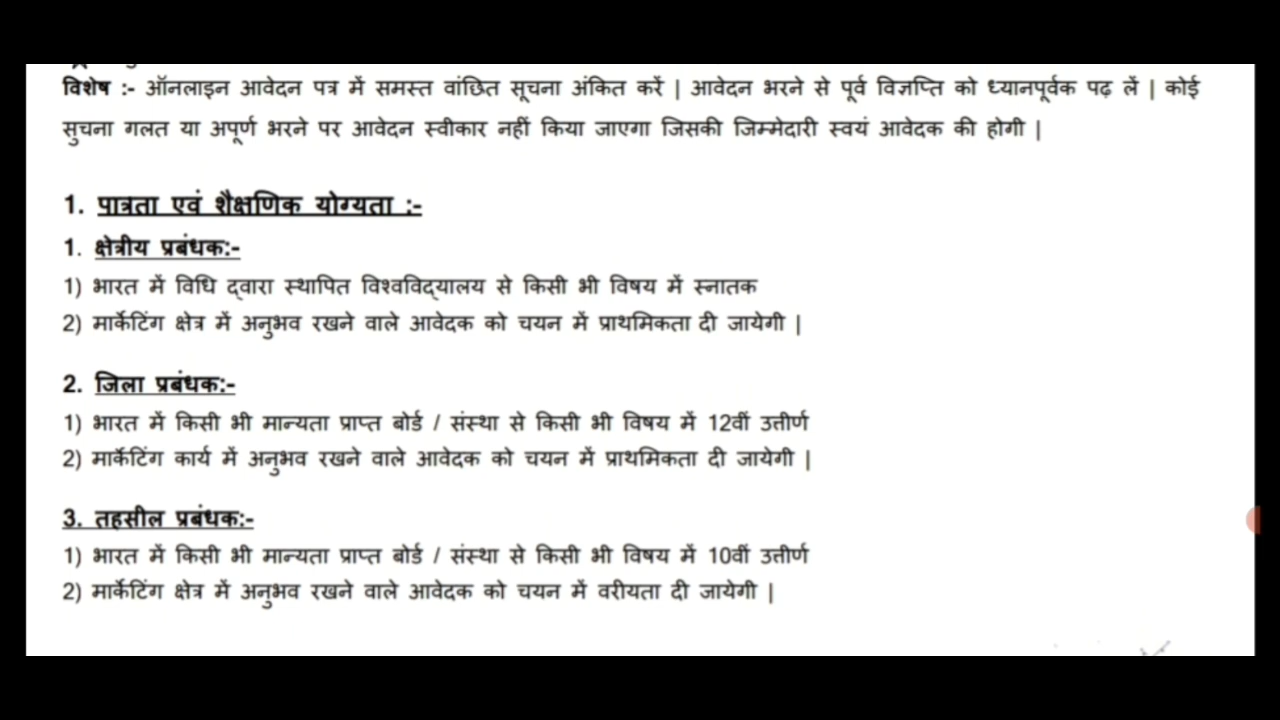 विशेष :- ऑनलाइन आवेदन पत्र में समस्त वांछित सूचना अंकित करें | आवेदन भरने से पूर्व विज्ञप्ति को ध्यानपूर्वक पढ़ लें | कोई
सुचना गलत या अपूर्ण भरने पर आवेदन स्वीकार नहीं किया जाएगा जिसकी जिम्मेदारी स्वयं आवेदक की होगी |
1. पात्रता एवं शैक्षणिक योग्यता :-
1. क्षेत्रीय प्रबंधक:-
1) भारत में विधि द्वारा स्थापित विश्वविद्यालय से किसी भी विषय में स्नातक
2) मार्केटिंग क्षेत्र में अनुभव रखने वाले आवेदक को चयन में प्राथमिकता दी जायेगी |
2. जिला प्रबंधक:-
1) भारत में किसी भी मान्यता प्राप्त बोर्ड / संस्था से किसी भी विषय में 12वीं उत्तीर्ण
2) मार्केटिंग कार्य में अनुभव रखने वाले आवेदक को चयन में प्राथमिकता दी जायेगी |
3. तहसील प्रबंधक:-
1) भारत में किसी भी मान्यता प्राप्त बोर्ड / संस्था से किसी भी विषय में 10वीं उत्तीर्ण
2) मार्केटिंग क्षेत्र में अनुभव रखने वाले आवेदक को चयन में वरीयता दी जायेगी |